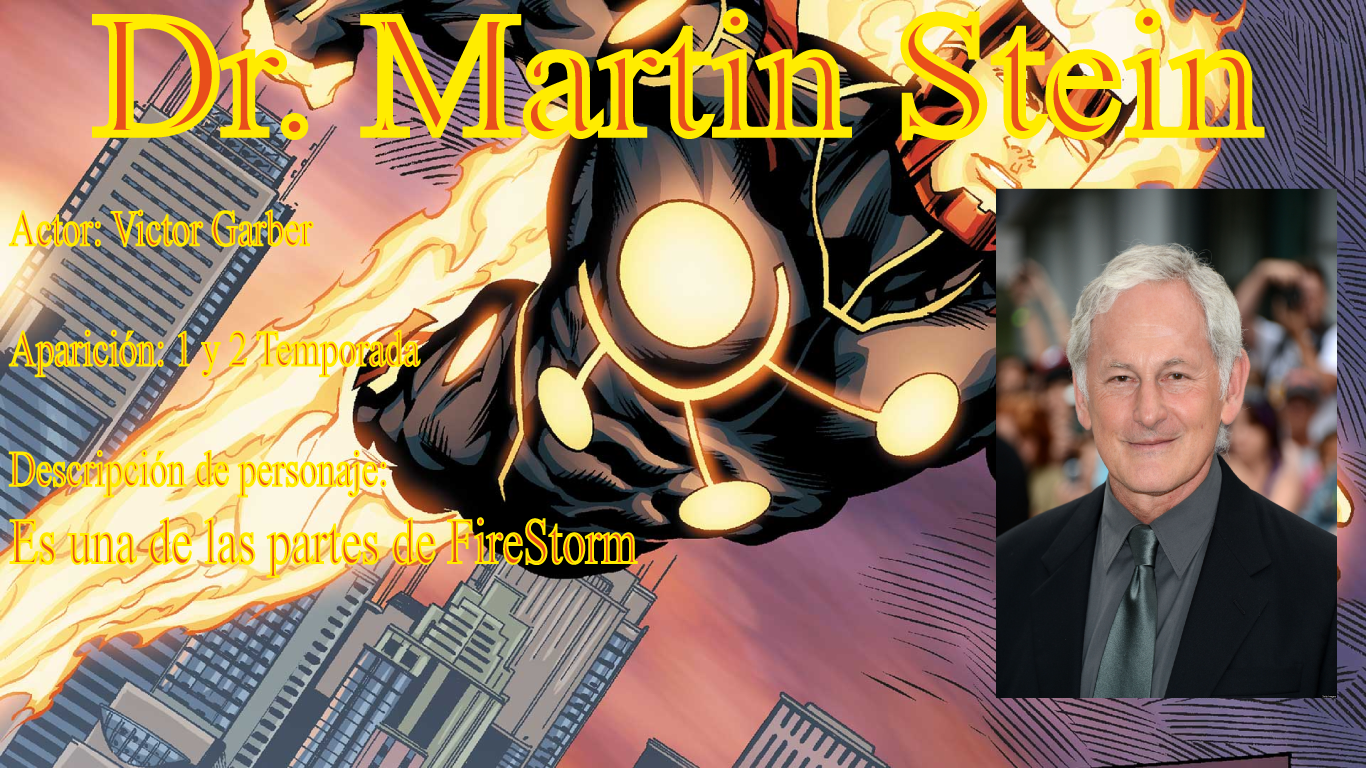 Dr. Martin Stein
Actor: Victor Garber
Aparición: 1 y 2 Temporada
Descripción de personaje:
Es una de las partes de FireStorm